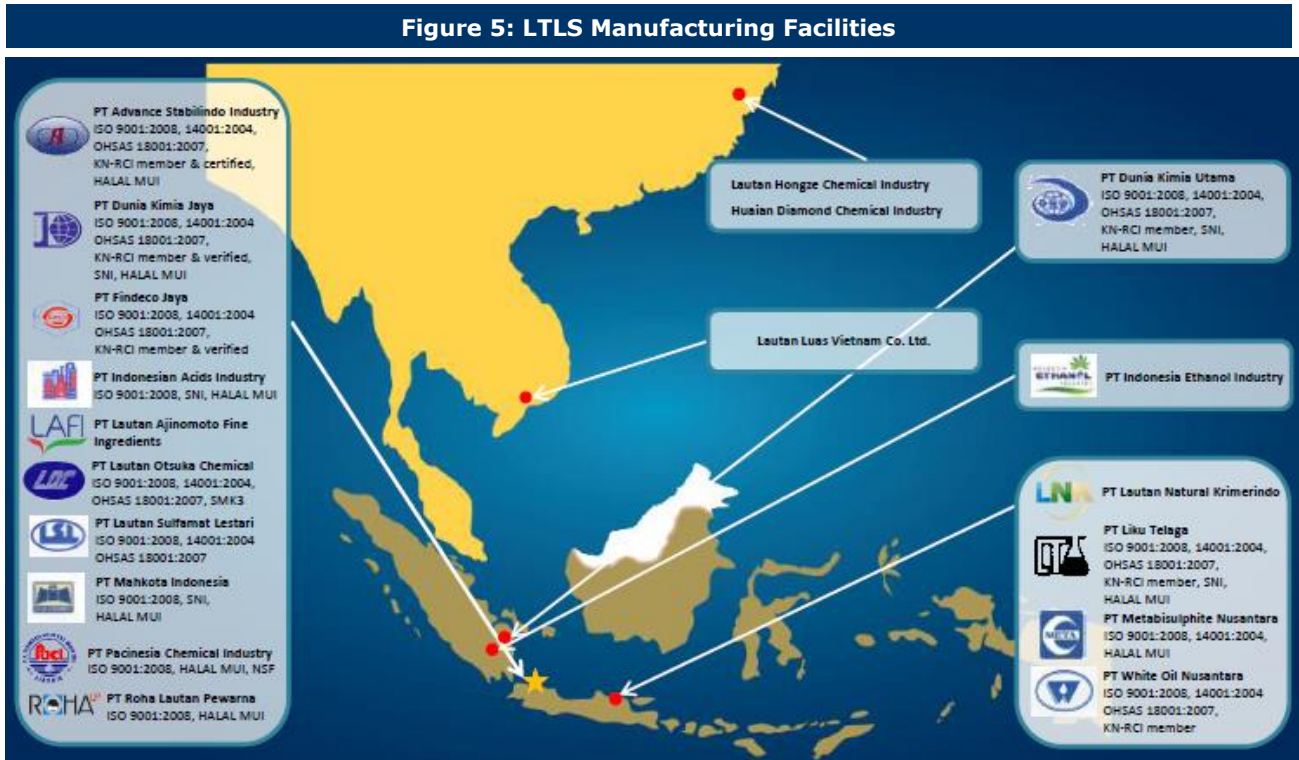 Figure 5: LTLS Manufacturing Facilities
PT Advance Stabilindo Industry
ISO 9001:2008, 14001:2004,
OHSAS 18001:2007,
KN-RCI member & certified,
HALAL MUI
PT Dunia Kimia Jaya
ISO 9001:2008, 14001:2004
OHSAS 18001:2007,
KN-RCI member & verified,
SNI, HALAL MUI
PT Findeco Jaya
ISO 9001:2008, 14001:2004
OHSAS 18001:2007,
KN-RCI member & verified
PT Indonesian Acids Industry
ISO 9001:2008, SNI, HALAL MUI
LAFI
PT Lautan Ajinomoto Fine
Ingredients
LOC
PT Lautan Otsuka Chemical
ISO 9001:2008, 14001:2004,
OHSAS 18001:2007, SMK3
LSL
PT Lautan Sulfamat Lestari
ISO 9001:2008, 14001:2004
OHSAS 18001:2007
PT Mahkota Indonesia
ISO 9001:2008, SNI,
HALAL MUI
PT Pacinesia Chemical Industry
ISO 9001:2008, HALAL MUI, NSF
ROHA
PT Roha Lautan Pewarna
ISO 9001:2008, HALAL MUI
Lautan Hongze Chemical Industry
Huaian Diamond Chemical Industry
Lautan Luas Vietnam Co. Ltd.
PT Dunia Kimia Utama
ISO 9001:2008, 14001:2004,
OHSAS 18001:2007,
KN-RCI member, SNI,
HALAL MUI
ETHANOL
PT Indonesia Ethanol Industry
LNK
PT Lautan Natural Krimerindo
PT Liku Telaga
ISO 9001:2008, 14001:2004,
OHSAS 18001:2007,
KN-RCI member, SNI,
HALAL MUI
META
PT Metabisulphite Nusantara
ISO 9001:2008, 14001:2004,
HALAL MUI
PT White Oil Nusantara
ISO 9001:2008, 14001:2004
OHSAS 18001:2007,
KN-RCI member